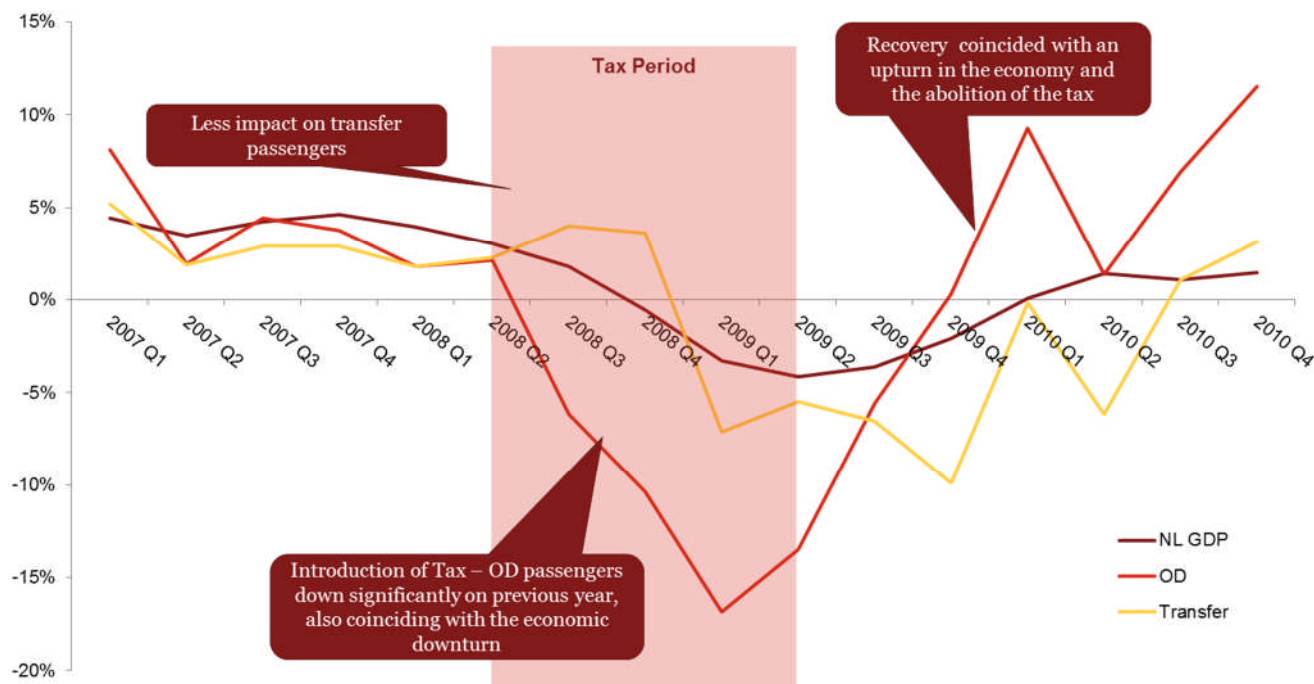 15%
10%
5%
0%
-5%
-10%
-15%
-20%
Tax Period
Less impact on transfer
passengers
Recovery coincided with an
upturn in the economy and
the abolition of the tax
2007 Q1
2007 Q2
2007 Q3
2007 Q4
2008 Q1
2008 Q2
2008 Q3
2008 Q4
2009 Q1
2009 Q2
2009 Q3
2009 Q4
2010 Q1
2010 Q2
2010 Q3
2010 Q4
Introduction of Tax – OD passengers
down significantly on previous year,
also coinciding with the economic
downturn
NL GDP
OD
Transfer